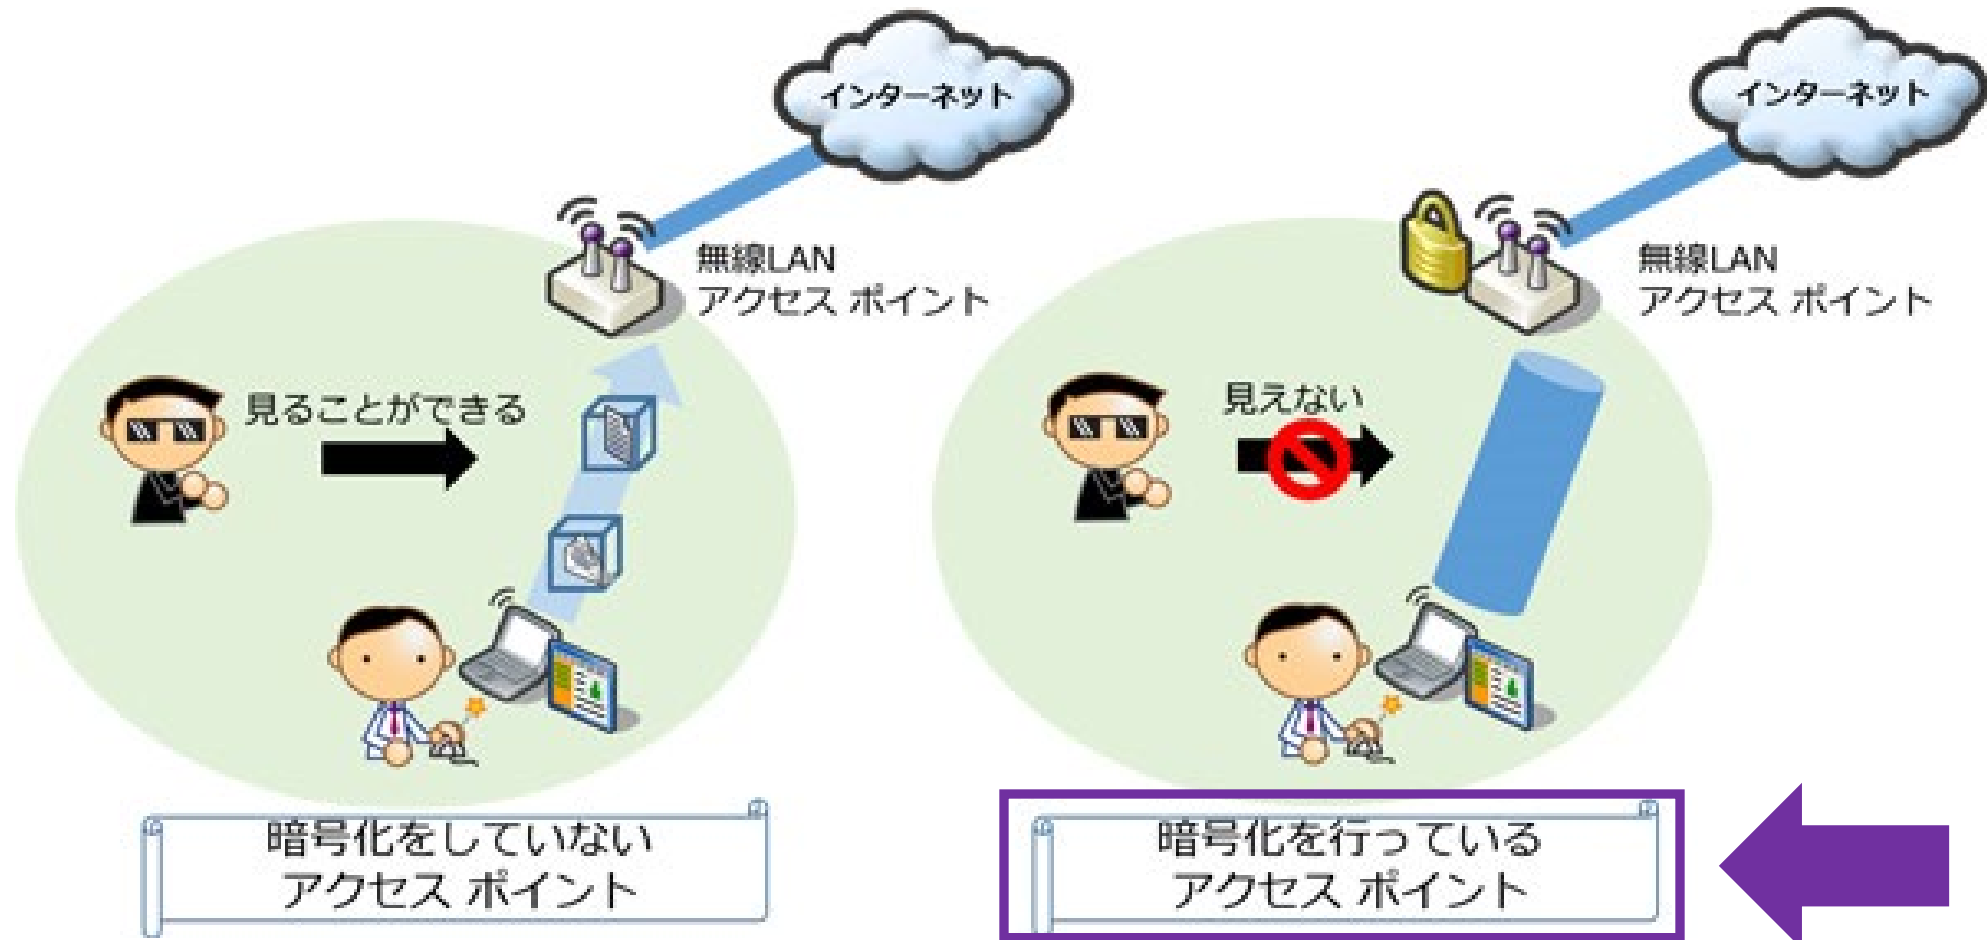 インターネット
無線LAN
アクセス ポイント
見ることができる
暗号化をしていない
アクセス ポイント
インターネット
無線LAN
アクセス ポイント
見えない
暗号化を行っている
アクセス ポイント